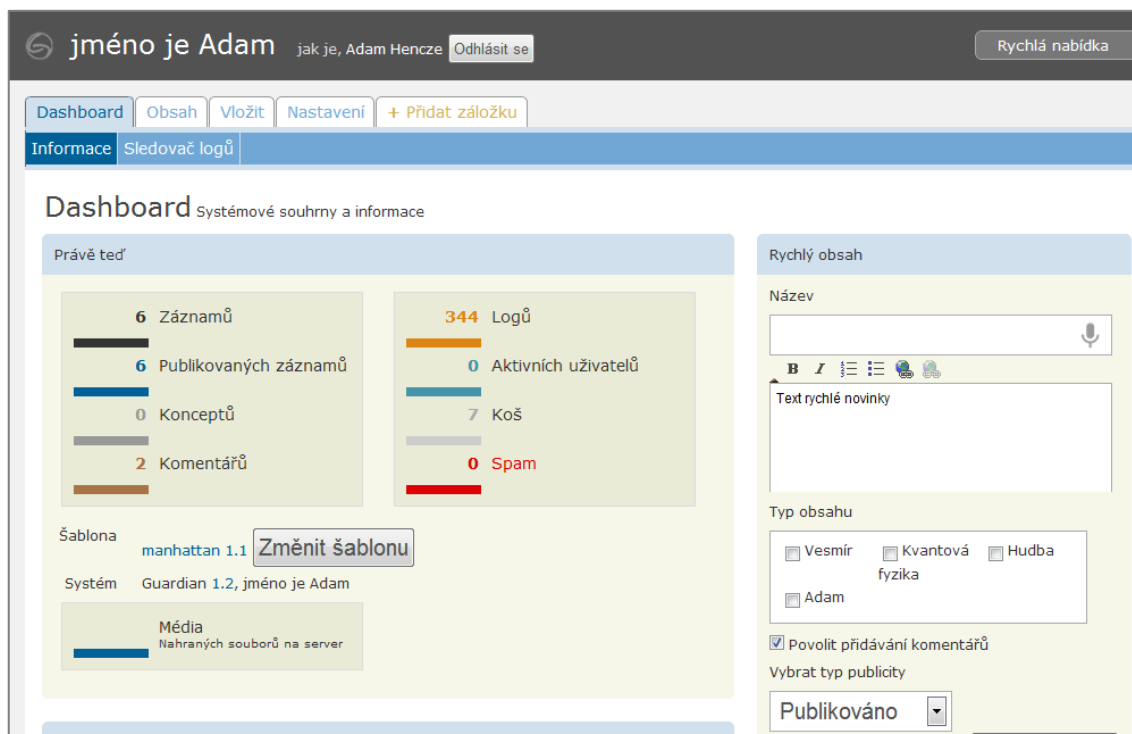 jméno je Adam jak je, Adam Hencze Odhlásit se Rychlá nabídka
Dashboard Obsah Vložit Nastavení + Přidat záložku
Informace Sledovač logů
Dashboard Systémové souhrny a informace
Právě teď
6 Záznamů
6 Publikovaných záznamů
0 Konceptů
2 Komentářů
344 Logů
0 Aktivních uživatelů
7 Koš
0 Spam
Šablona manhattan 1.1 Změnit šablonu
Systém Guardian 1.2, jméno je Adam
Média
Nahraných souborů na server
Rychlý obsah
Název
B I
Text rychlé novinky
Typ obsahu
Vesmír Kvantová fyzika Hudba
Adam
Povolit přidávání komentářů
Vybrat typ publicity
Publikováno